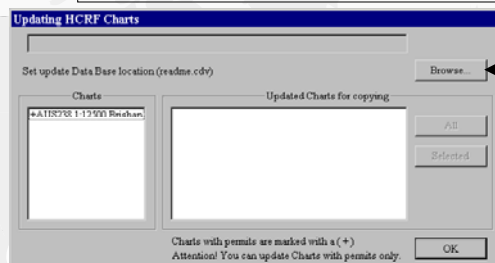 Updating HCRF Charts
Set update Data Base location (readme.cdv)
Browse...
Charts
Updated Charts for copying
+AUS238 1:12500 Brisban
All
Selected
Charts with permits are marked with a (+)
Attention! You can update Charts with permits only.
OK